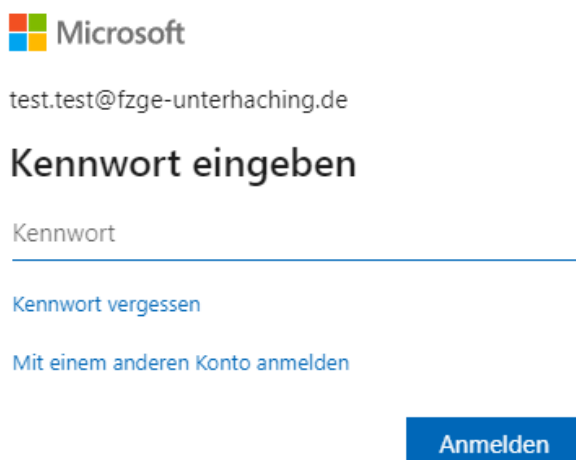 Microsoft
test.test@fzge-unterhaching.de
Kennwort eingeben
Kennwort
Kennwort vergessen
Mit einem anderen Konto anmelden
Anmelden